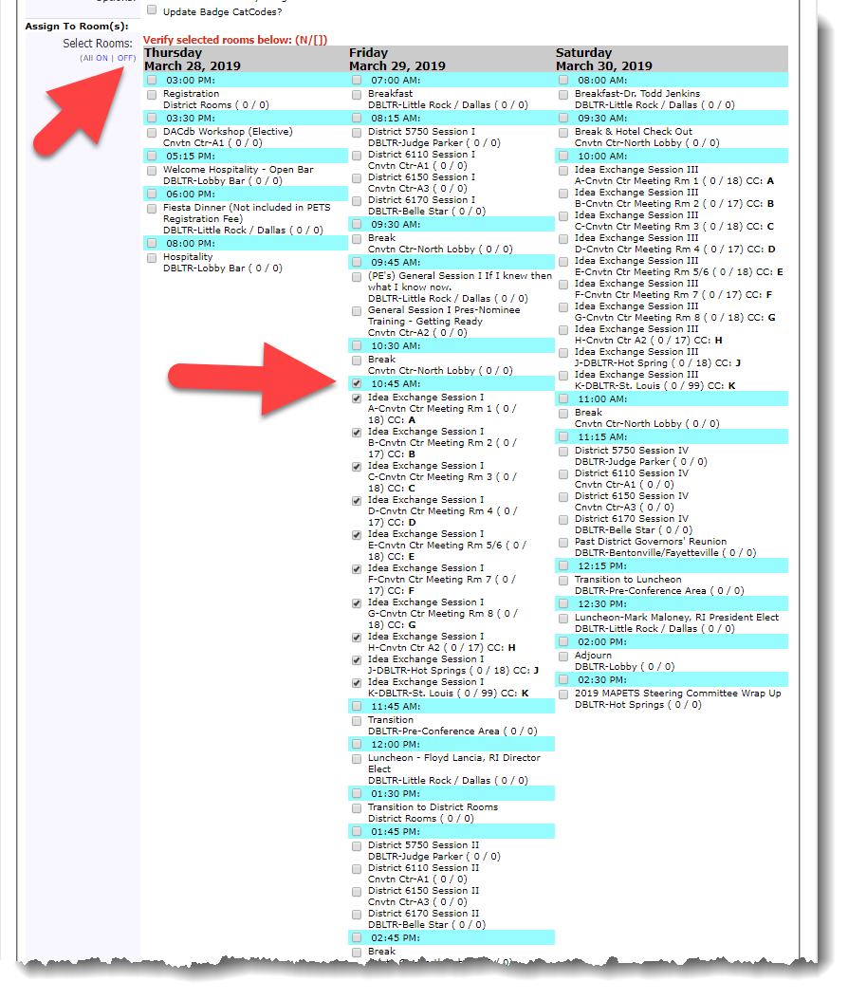 Update Badge CatCodes?
Assign To Room(s):
Select Rooms:
(All ON | OFF)
Verify selected rooms below: (N/[])
Thursday
March 28, 2019
03:00 PM:
Registration
District Rooms ( 0 / 0)
03:30 PM:
DACdb Workshop (Elective)
Cnvtn Ctr-A1 ( 0 / 0)
05:15 PM:
Welcome Hospitality - Open Bar
DBLTR-Lobby Bar ( 0 / 0)
06:00 PM:
Fiesta Dinner (Not included in PETS
Registration Fee)
DBLTR-Little Rock / Dallas ( 0 / 0)
08:00 PM:
Hospitality
DBLTR-Lobby Bar ( 0 / 0)
Friday
March 29, 2019
07:00 AM:
Breakfast
DBLTR-Little Rock / Dallas ( 0 / 0)
08:15 AM:
District 5750 Session I
DBLTR-Judge Parker ( 0 / 0)
District 6110 Session I
Cnvtn Ctr-A1 ( 0 / 0)
District 6150 Session I
Cnvtn Ctr-A3 ( 0 / 0)
District 6170 Session I
DBLTR-Belle Star ( 0 / 0)
09:30 AM:
Break
Cnvtn Ctr-North Lobby ( 0 / 0)
09:45 AM:
(PE's) General Session I If I knew then
what I know now.
DBLTR-Little Rock / Dallas ( 0 / 0)
General Session I Pres-Nominee
Training - Getting Ready
Cnvtn Ctr-A2 ( 0 / 0)
10:30 AM:
Break
Cnvtn Ctr-North Lobby ( 0 / 0)
10:45 AM:
Idea Exchange Session I
A-Cnvtn Ctr Meeting Rm 1 ( 0 /
18) CC: A
Idea Exchange Session I
B-Cnvtn Ctr Meeting Rm 2 ( 0 /
17) CC: B
Idea Exchange Session I
C-Cnvtn Ctr Meeting Rm 3 ( 0 /
18) CC: C
Idea Exchange Session I
D-Cnvtn Ctr Meeting Rm 4 ( 0 /
17) CC: D
Idea Exchange Session I
E-Cnvtn Ctr Meeting Rm 5/6 ( 0 /
18) CC: E
Idea Exchange Session I
F-Cnvtn Ctr Meeting Rm 7 ( 0 /
17) CC: F
Idea Exchange Session I
G-Cnvtn Ctr Meeting Rm 8 ( 0 /
18) CC: G
Idea Exchange Session I
H-Cnvtn Ctr A2 ( 0 / 17) CC: H
Idea Exchange Session I
J-DBLTR-Hot Springs ( 0 / 18) CC: J
Idea Exchange Session I
K-DBLTR-St. Louis ( 0 / 99) CC: K
11:45 AM:
Transition
DBLTR-Pre-Conference Area ( 0 / 0)
12:00 PM:
Luncheon - Floyd Lancia, RI Director
Elect
DBLTR-Little Rock / Dallas ( 0 / 0)
01:30 PM:
Transition to District Rooms
District Rooms ( 0 / 0)
01:45 PM:
District 5750 Session II
DBLTR-Judge Parker ( 0 / 0)
District 6110 Session II
Cnvtn Ctr-A1 ( 0 / 0)
District 6150 Session II
Cnvtn Ctr-A3 ( 0 / 0)
District 6170 Session II
DBLTR-Belle Star ( 0 / 0)
02:45 PM:
Break
Saturday
March 30, 2019
08:00 AM:
Breakfast-Dr. Todd Jenkins
DBLTR-Little Rock / Dallas ( 0 / 0)
09:30 AM:
Break & Hotel Check Out
Cnvtn Ctr-North Lobby ( 0 / 0)
10:00 AM:
Idea Exchange Session III
A-Cnvtn Ctr Meeting Rm 1 ( 0 / 18) CC: A
Idea Exchange Session III
B-Cnvtn Ctr Meeting Rm 2 ( 0 / 17) CC: B
Idea Exchange Session III
C-Cnvtn Ctr Meeting Rm 3 ( 0 / 18) CC: C
Idea Exchange Session III
D-Cnvtn Ctr Meeting Rm 4 ( 0 / 17) CC: D
Idea Exchange Session III
E-Cnvtn Ctr Meeting Rm 5/6 ( 0 / 18) CC: E
Idea Exchange Session III
F-Cnvtn Ctr Meeting Rm 7 ( 0 / 17) CC: F
Idea Exchange Session III
G-Cnvtn Ctr Meeting Rm 8 ( 0 / 18) CC: G
Idea Exchange Session III
H-Cnvtn Ctr A2 ( 0 / 17) CC: H
Idea Exchange Session III
J-DBLTR-Hot Spring ( 0 / 18) CC: J
Idea Exchange Session III
K-DBLTR-St. Louis ( 0 / 99) CC: K
11:00 AM:
Break
Cnvtn Ctr-North Lobby ( 0 / 0)
11:15 AM:
District 5750 Session IV
DBLTR-Judge Parker ( 0 / 0)
District 6110 Session IV
Cnvtn Ctr-A1 ( 0 / 0)
District 6150 Session IV
Cnvtn Ctr-A3 ( 0 / 0)
District 6170 Session IV
DBLTR-Belle Star ( 0 / 0)
Past District Governors' Reunion
DBLTR-Bentonville/Fayetteville ( 0 / 0)
12:15 PM:
Transition to Luncheon
DBLTR-Pre-Conference Area ( 0 / 0)
12:30 PM:
Luncheon-Mark Maloney, RI President Elect
DBLTR-Little Rock / Dallas ( 0 / 0)
02:00 PM:
Adjourn
DBLTR-Lobby ( 0 / 0)
02:30 PM:
2019 MAPETS Steering Committee Wrap Up
DBLTR-Hot Springs ( 0 / 0)